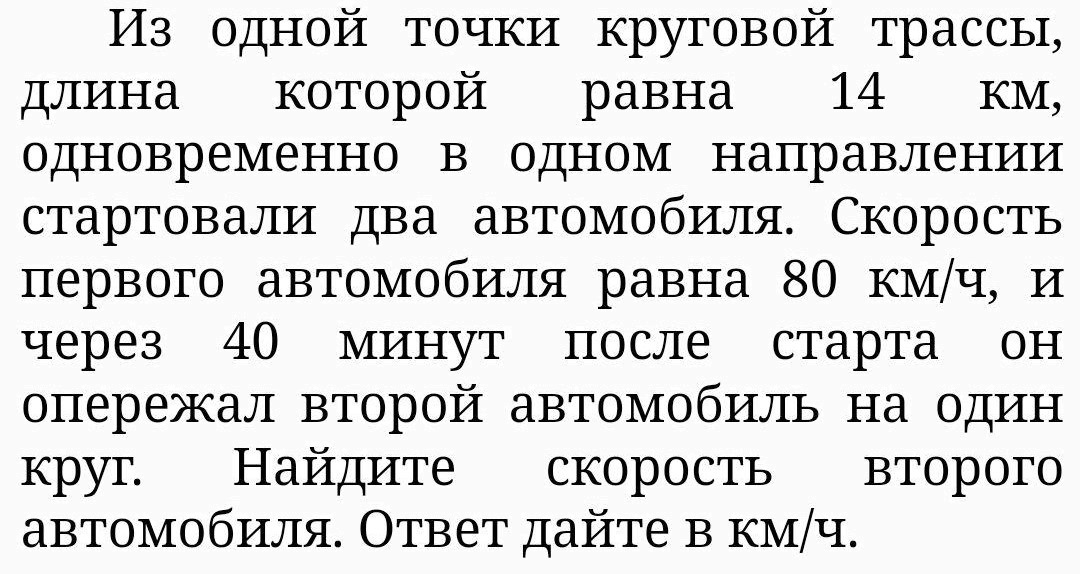 Из одной точки круговой трассы,
длина которой равна 14 км,
одновременно в одном направлении
стартовали два автомобиля. Скорость
первого автомобиля равна 80 км/ч, и
через 40 минут после старта он
опережал второй автомобиль на один
круг. Найдите скорость второго
автомобиля. Ответ дайте в км/ч.